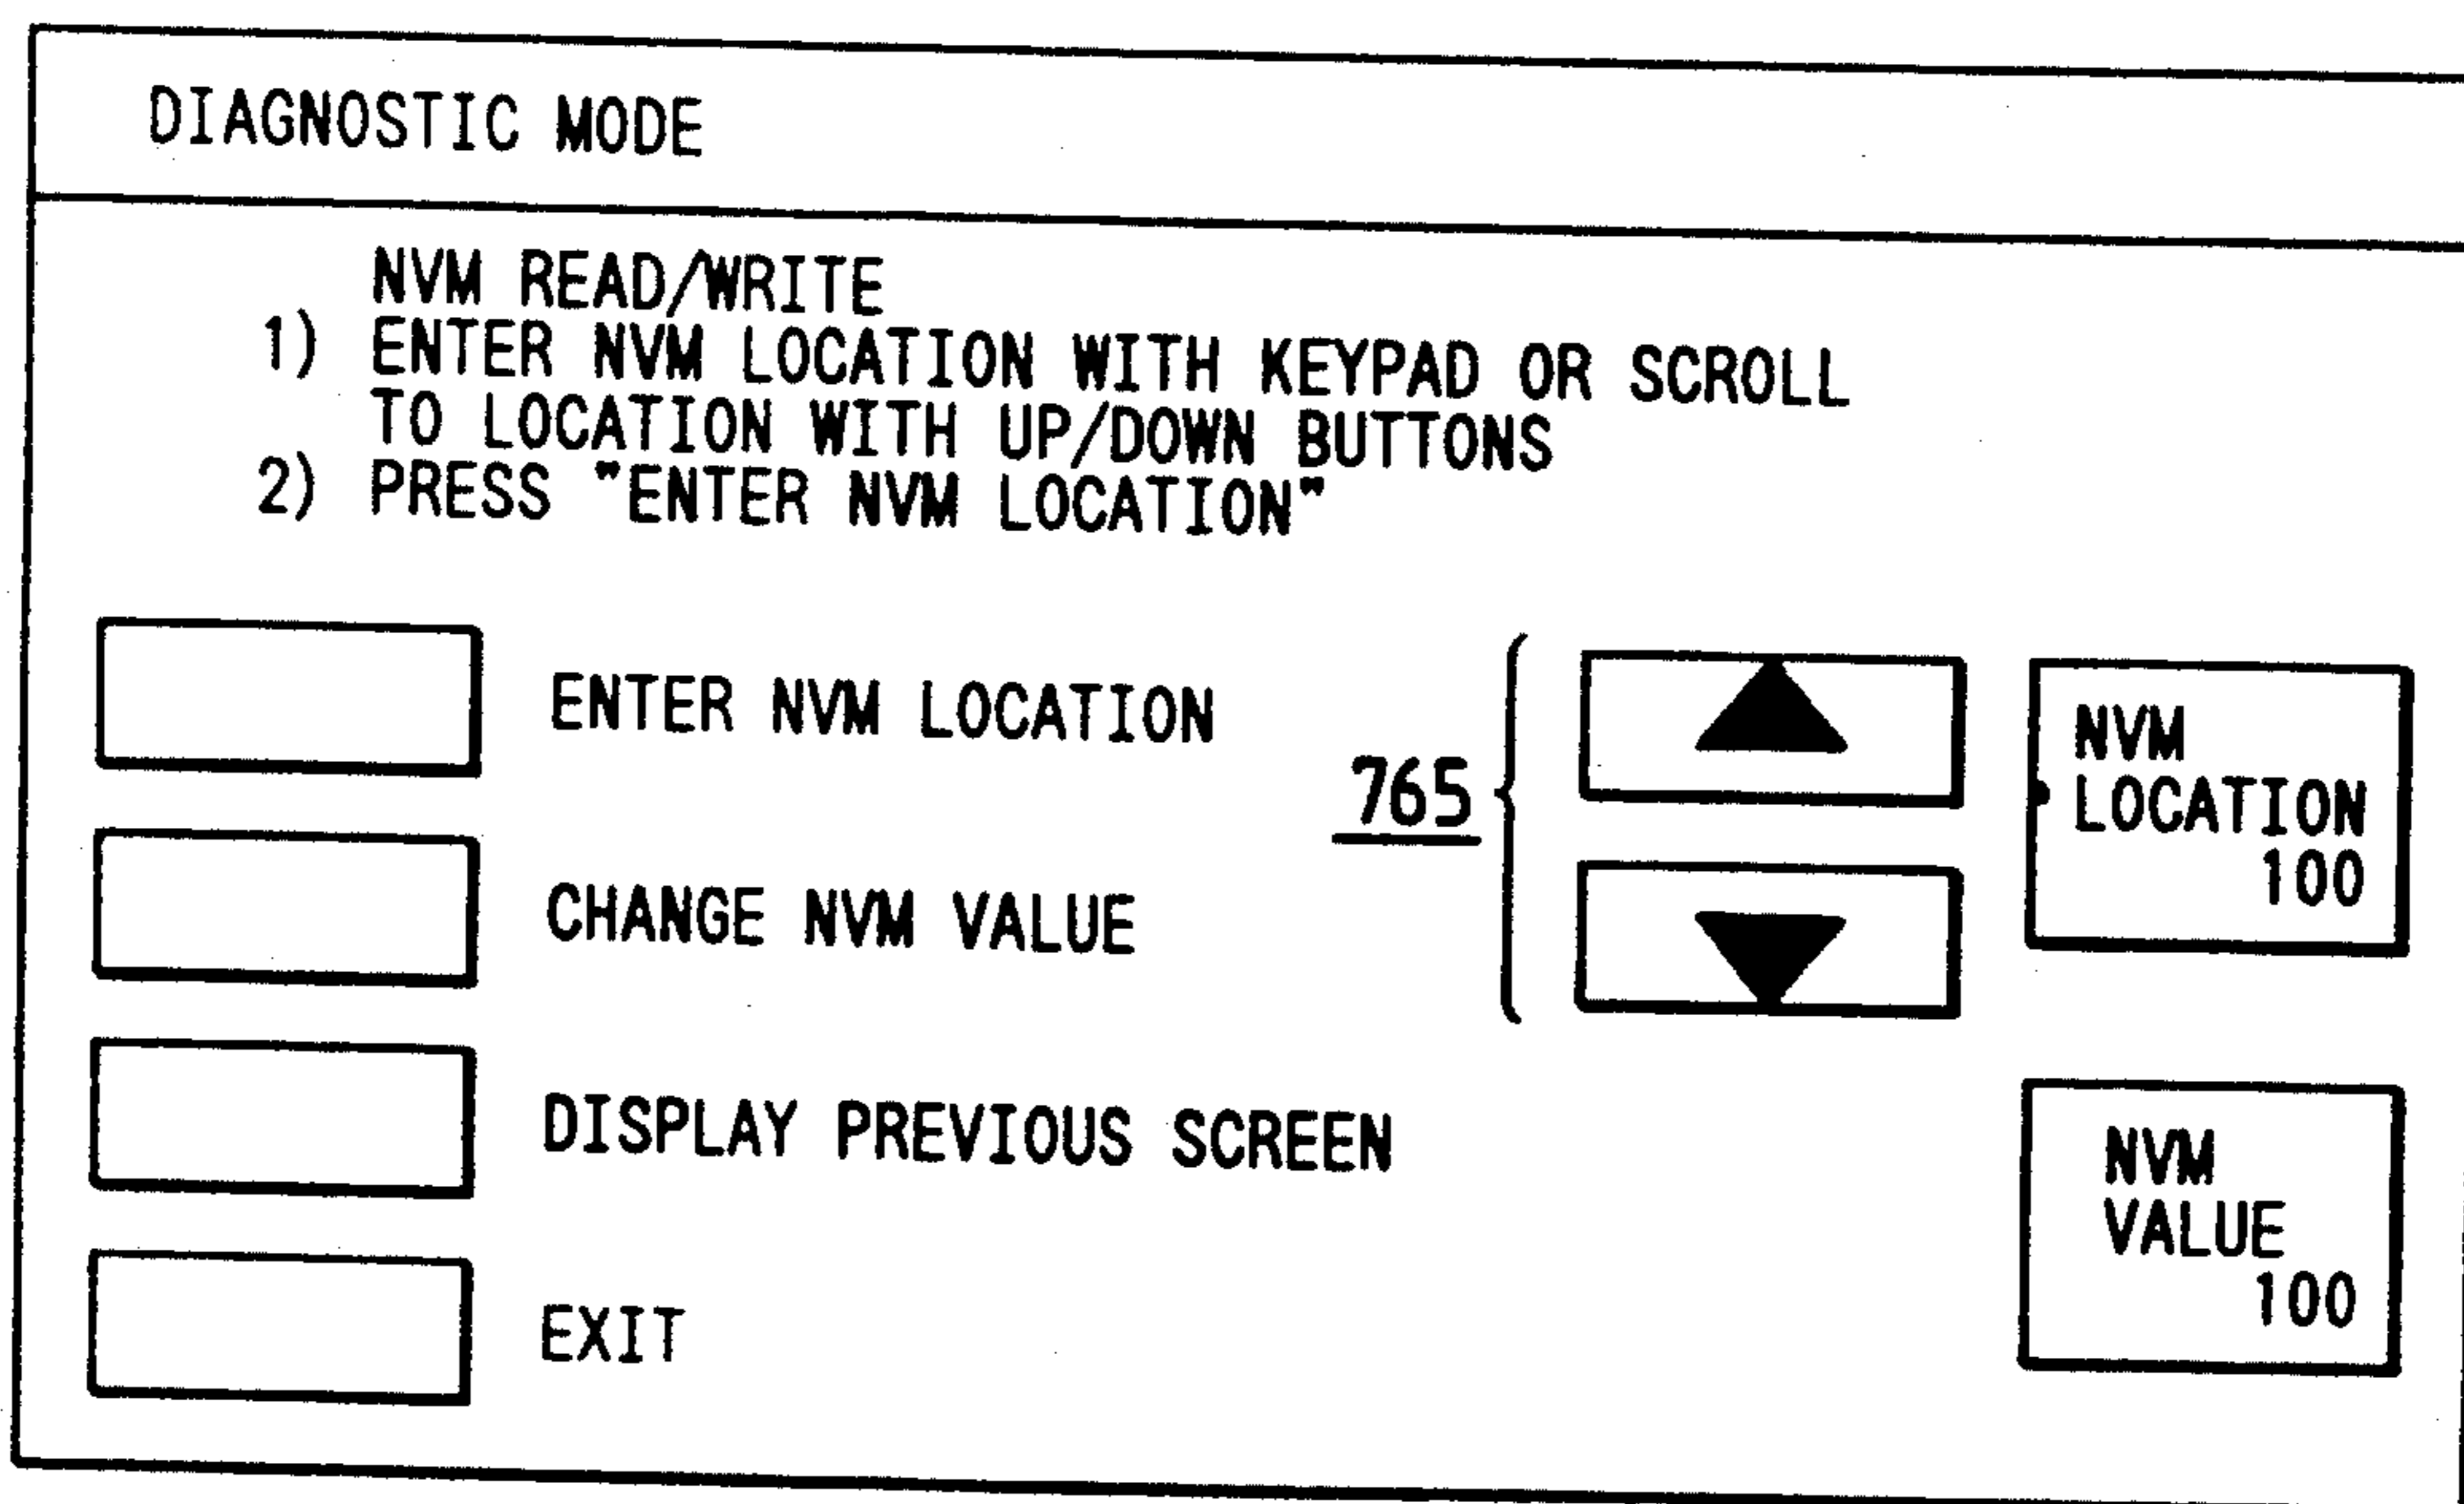 DIAGNOSTIC MODE
NVM READ/WRITE
1) ENTER NVM LOCATION WITH KEYPAD OR SCROLL
TO LOCATION WITH UP/DOWN BUTTONS
2) PRESS "ENTER NVM LOCATION"
ENTER NVM LOCATION
CHANGE NVM VALUE
DISPLAY PREVIOUS SCREEN
EXIT
765
NVM
LOCATION
100
NVM
VALUE
100